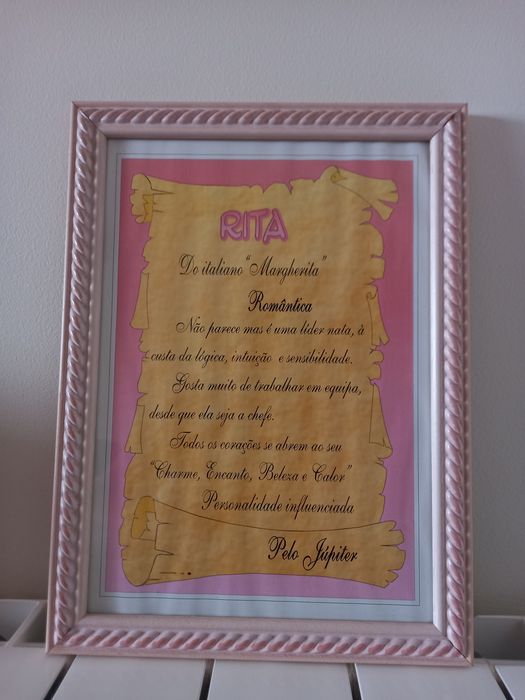 RITA
Do italiano "Margherita"
Romântica
Não parece mas é uma líder nata, à
custa da lógica, intuição e sensibilidade.
Gosta muito de trabalhar em equipa,
desde que ela seja a chefe.
Todos os corações se abrem ao seu
"Charme, Encanto, Beleza e Calor"
Personalidade influenciada
Pelo Júpiter